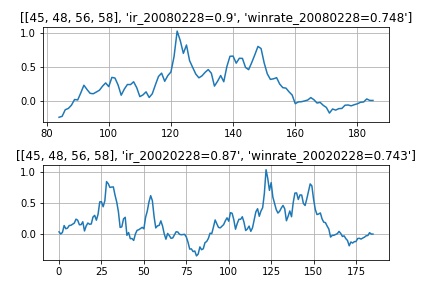 [[45, 48, 56, 58], 'ir_20080228=0.9', 'winrate_20080228=0.748']
1.0
0.5
0.0
80 100 120 140 160 180
[[45, 48, 56, 58], 'ir_20020228=0.87', 'winrate_20020228=0.743']
1.0
0.5
0.0
0 25 50 75 100 125 150 175